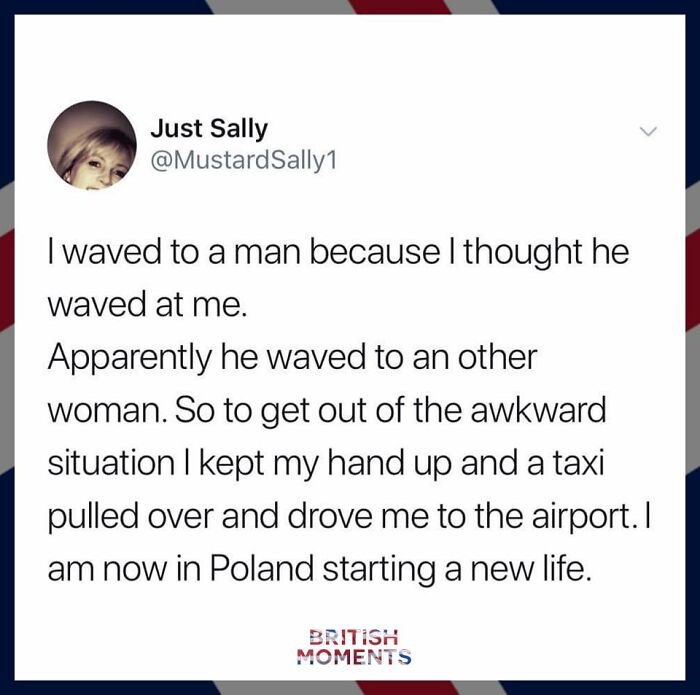 Just Sally
@MustardSally1
I waved to a man because I thought he
waved at me.
Apparently he waved to an other
woman. So to get out of the awkward
situation I kept my hand up and a taxi
pulled over and drove me to the airport. I
am now in Poland starting a new life.
BRITISH
MOMENTS